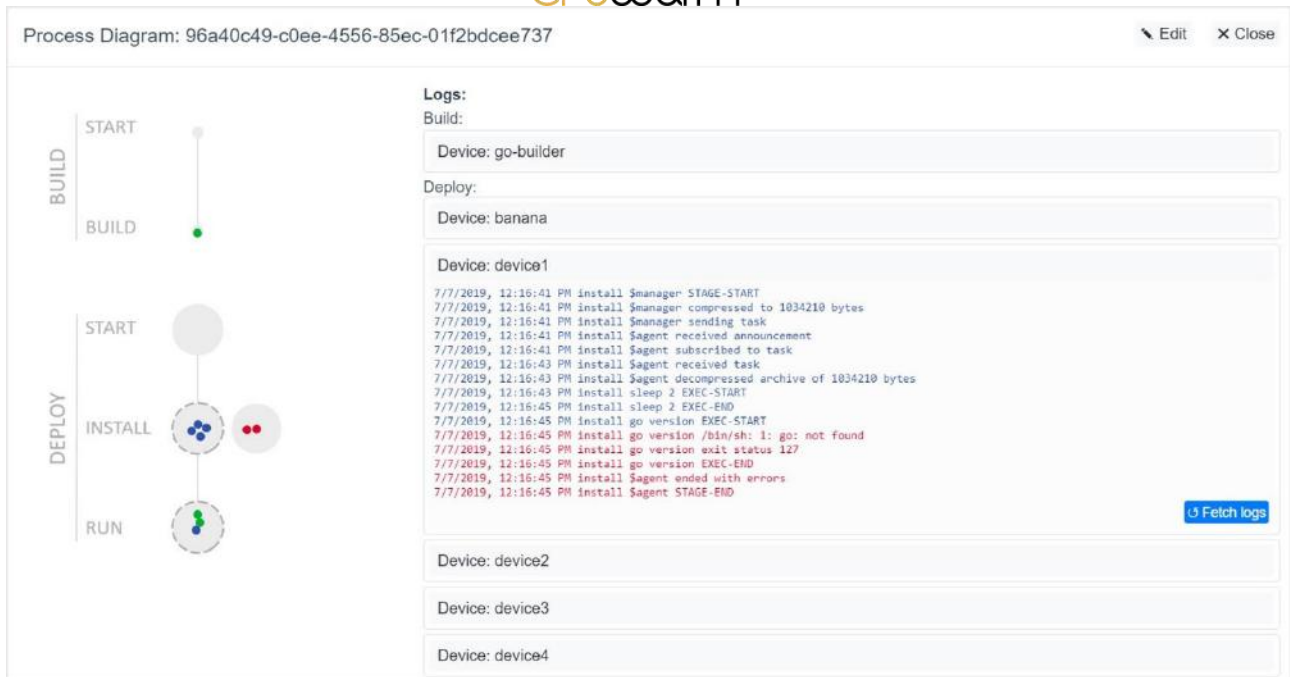 Process Diagram: 96a40c49-c0ee-4556-85ec-01f2bdcee737
Edit
Close
BUILD
START
BUILD
DEPLOY
START
INSTALL
RUN
Logs:
Build:
Device: go-builder
Deploy:
Device: banana
Device: device1
7/7/2019, 12:16:41 PM install $manager STAGE-START
7/7/2019, 12:16:41 PM install $manager compressed to 1034210 bytes
7/7/2019, 12:16:41 PM install $manager sending task
7/7/2019, 12:16:41 PM install $agent received announcement
7/7/2019, 12:16:41 PM install $agent subscribed to task
7/7/2019, 12:16:43 PM install $agent received task
7/7/2019, 12:16:43 PM install $agent decompressed archive of 1034210 bytes
7/7/2019, 12:16:43 PM install sleep 2 EXEC-START
7/7/2019, 12:16:45 PM install sleep 2 EXEC-END
7/7/2019, 12:16:45 PM install go version EXEC-START
7/7/2019, 12:16:45 PM install go version /bin/sh: 1: go: not found
7/7/2019, 12:16:45 PM install go version exit status 127
7/7/2019, 12:16:45 PM install go version EXEC-END
7/7/2019, 12:16:45 PM install $agent ended with errors
7/7/2019, 12:16:45 PM install $agent STAGE-END
Fetch logs
Device: device2
Device: device3
Device: device4